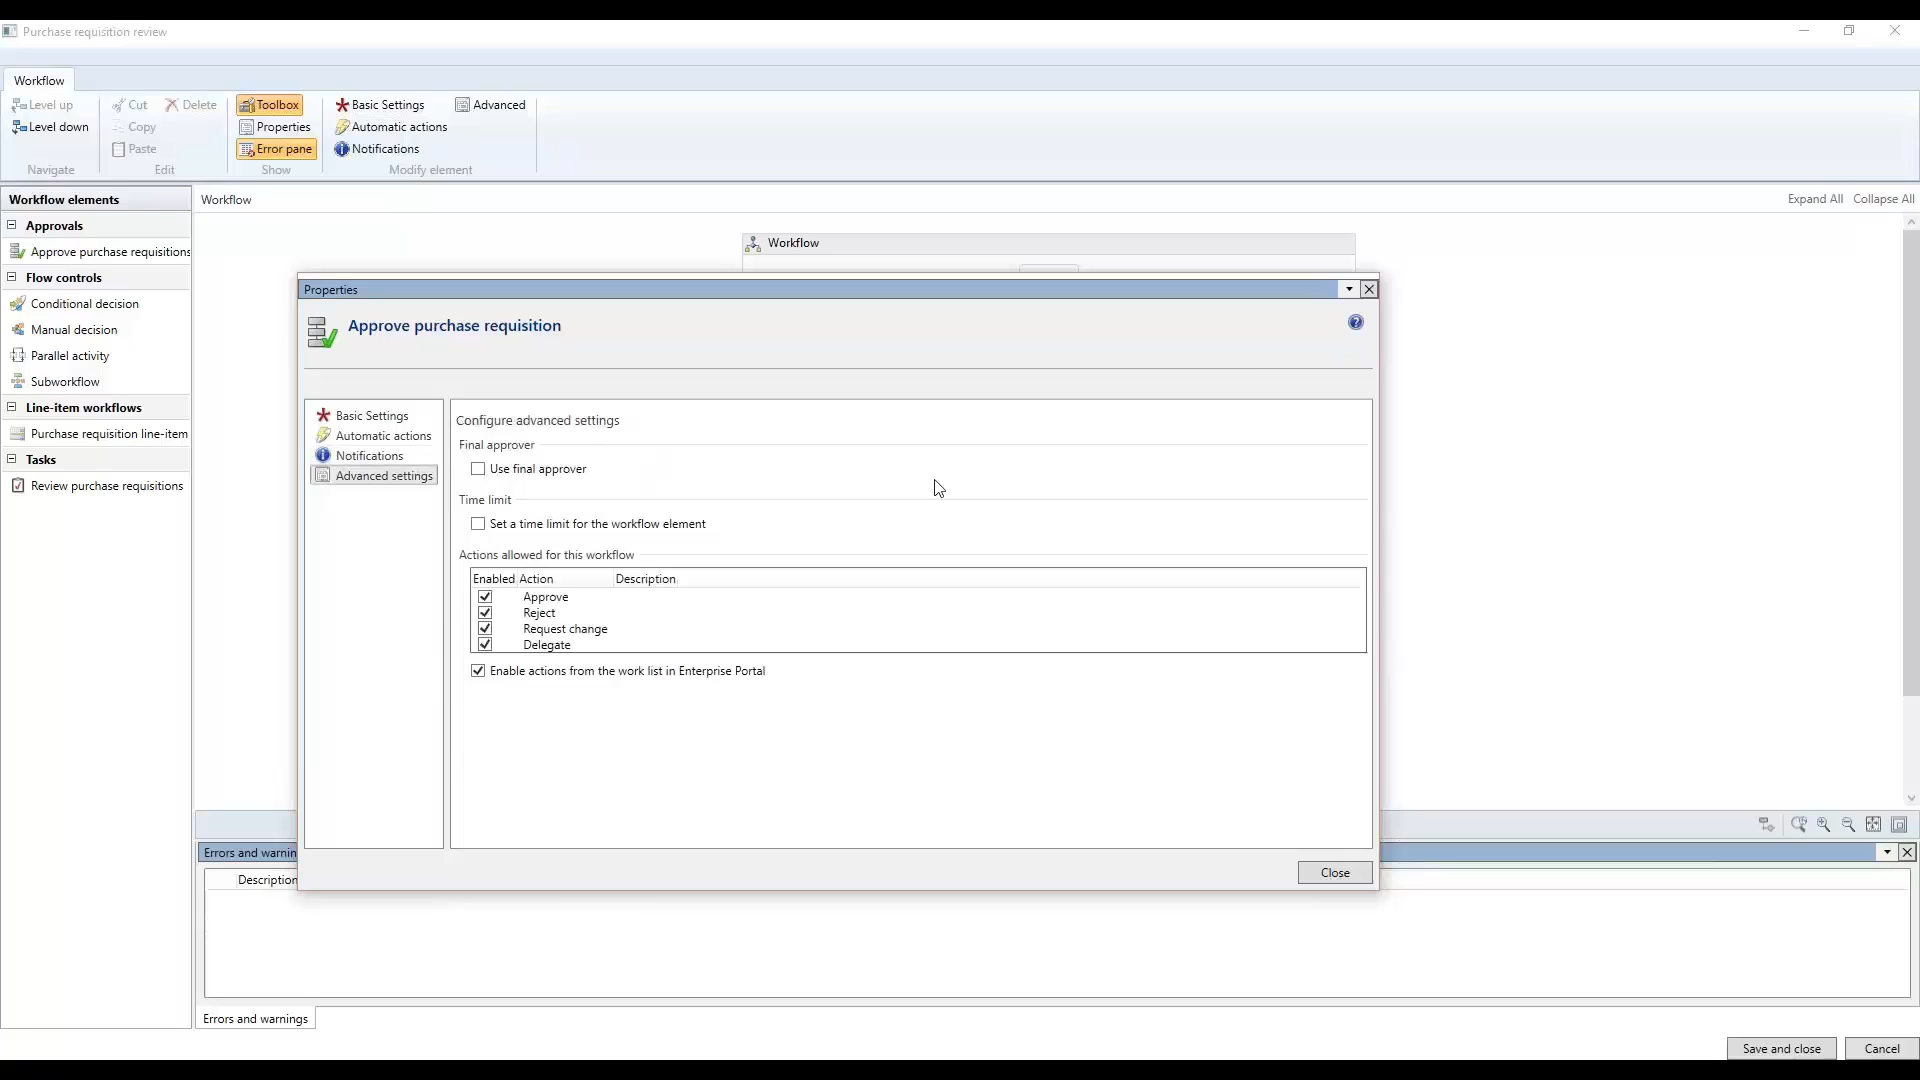 Purchase requisition review
Workflow
Level up
Cut
Delete
Toolbox
Basic Settings
Advanced
Level down
Copy
Properties
Automatic actions
Paste
Error pane
Notifications
Navigate
Edit
Show
Modify element
Workflow elements
Workflow
Expand All
Collapse All
Approvals
Approve purchase requisitions
Flow controls
Conditional decision
Manual decision
Parallel activity
Subworkflow
Line-item workflows
Purchase requisition line-item
Tasks
Review purchase requisitions
Workflow
Properties
Approve purchase requisition
Basic Settings
Automatic actions
Notifications
Advanced settings
Configure advanced settings
Final approver
Use final approver
Time limit
Set a time limit for the workflow element
Actions allowed for this workflow
Enabled Action Description
Approve
Reject
Request change
Delegate
Enable actions from the work list in Enterprise Portal
Close
Errors and warnin
Description
Errors and warnings
Save and close
Cancel